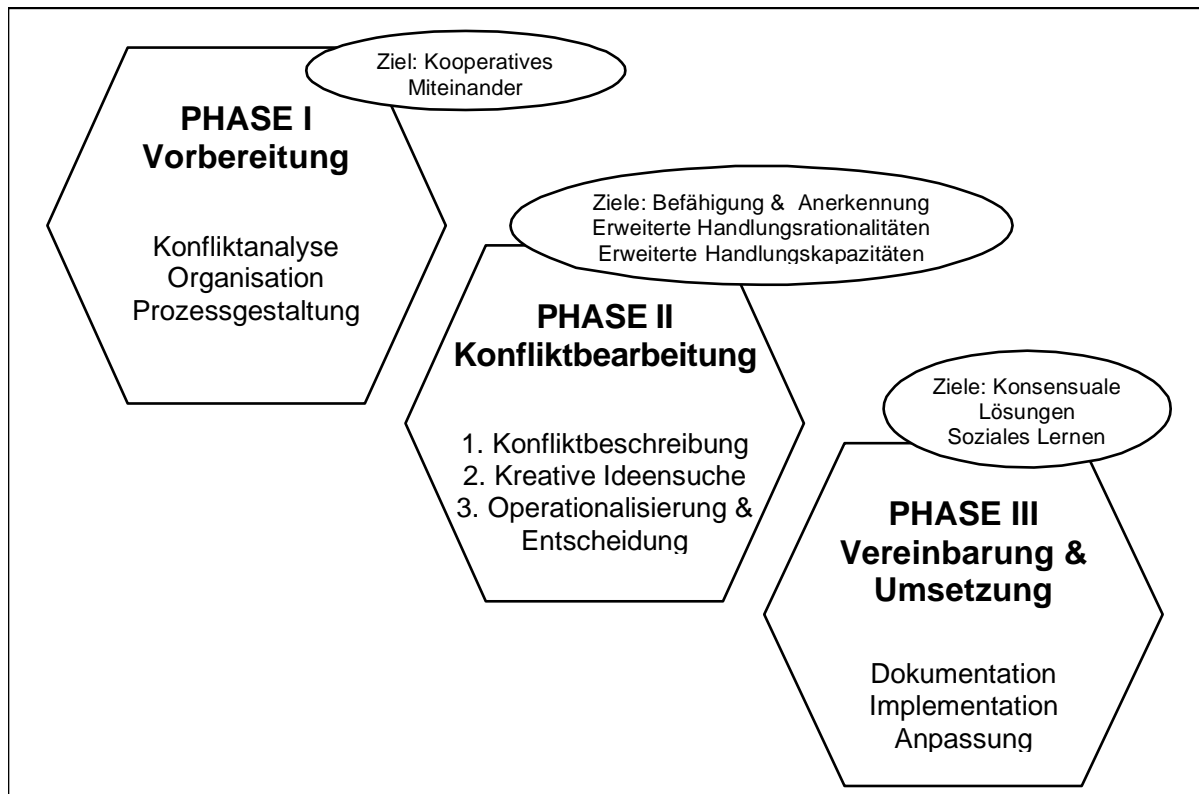 Ziel: Kooperatives
Miteinander
PHASE I
Vorbereitung
Konfliktanalyse
Organisation
Prozessgestaltung
Ziele: Befähigung & Anerkennung
Erweiterte Handlungsrationalitäten
Erweiterte Handlungskapazitäten
PHASE II
Konfliktbearbeitung
1. Konfliktbeschreibung
2. Kreative Ideensuche
3. Operationalisierung &
Entscheidung
Ziele: Konsensuale
Lösungen
Soziales Lernen
PHASE III
Vereinbarung &
Umsetzung
Dokumentation
Implementation
Anpassung